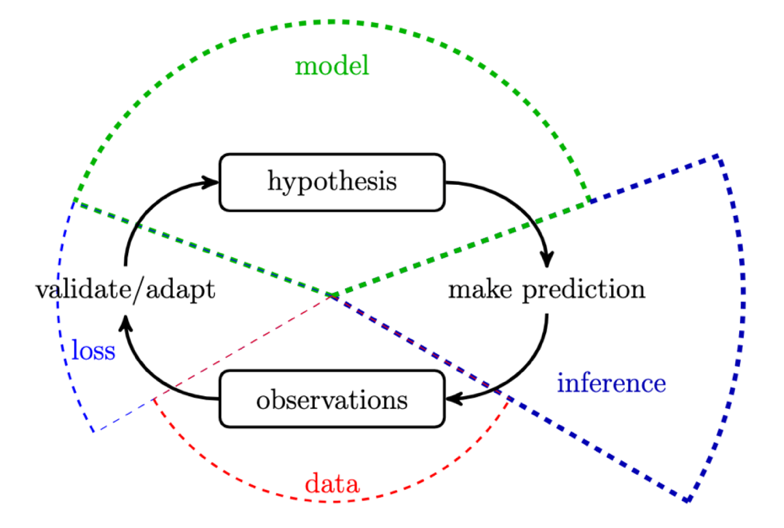 model
hypothesis
validate/adapt
make prediction
loss
inference
observations
data